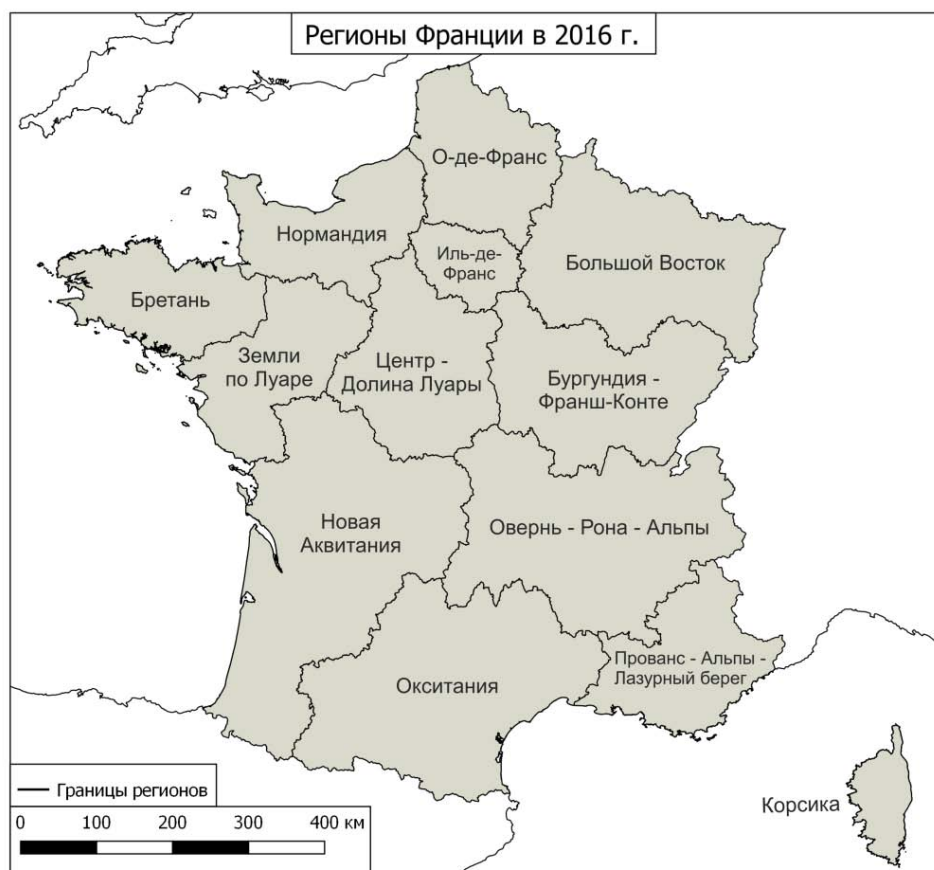 Регионы Франции в 2016 г.
О-де-Франс
Нормандия
Иль-де-
Франс
Большой Восток
Бретань
Земли
по Луаре
Центр -
Долина Луары
Бургундия -
Франш-Конте
Новая
Аквитания
Овернь - Рона - Альпы
Окситания
Прованс - Альпы -
Лазурный берег
Корсика
Границы регионов
0 100 200 300 400 км